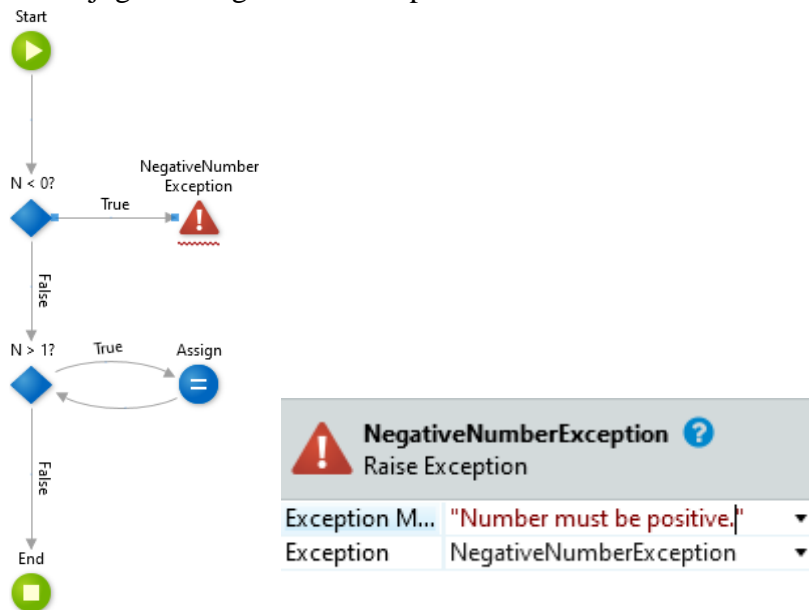 Start
N < 0?
True
NegativeNumber
Exception
False
N > 1?
True
Assign
False
End
NegativeNumberException
Raise Exception
Exception M... "Number must be positive."
Exception NegativeNumberException